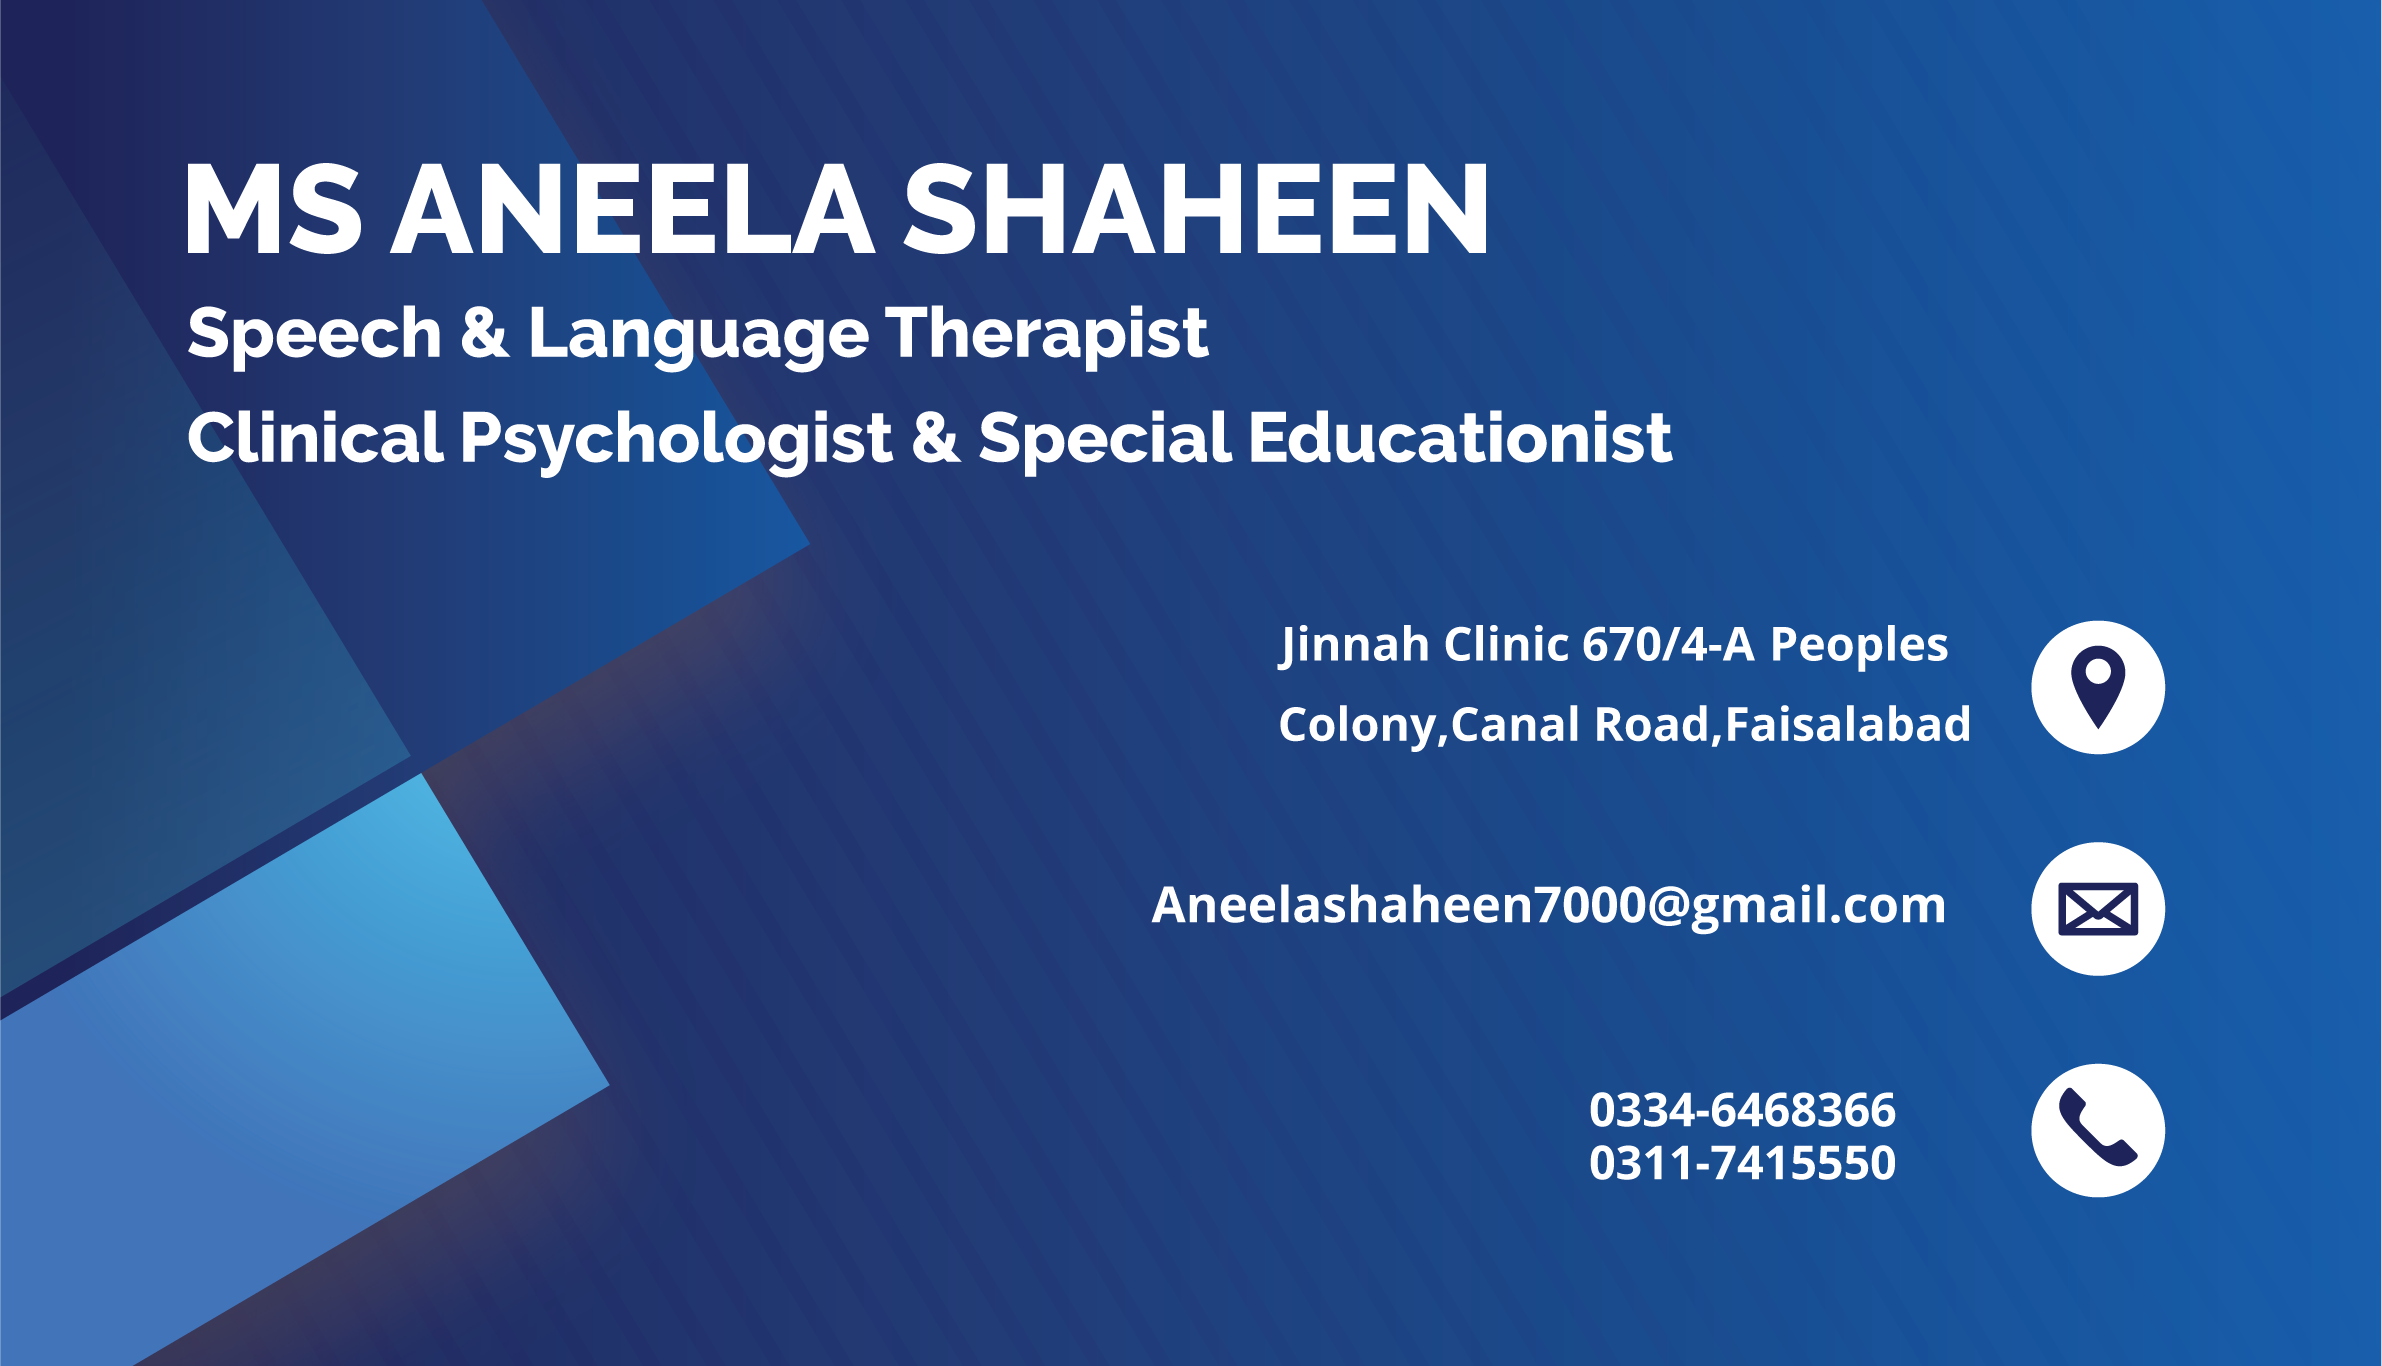 MS ANEELA SHAHEEN
Speech & Language Therapist
Clinical Psychologist & Special Educationist
Jinnah Clinic 670/4-A Peoples
Colony,Canal Road,Faisalabad
Aneelashaheen7000@gmail.com
0334-6468366
0311-7415550